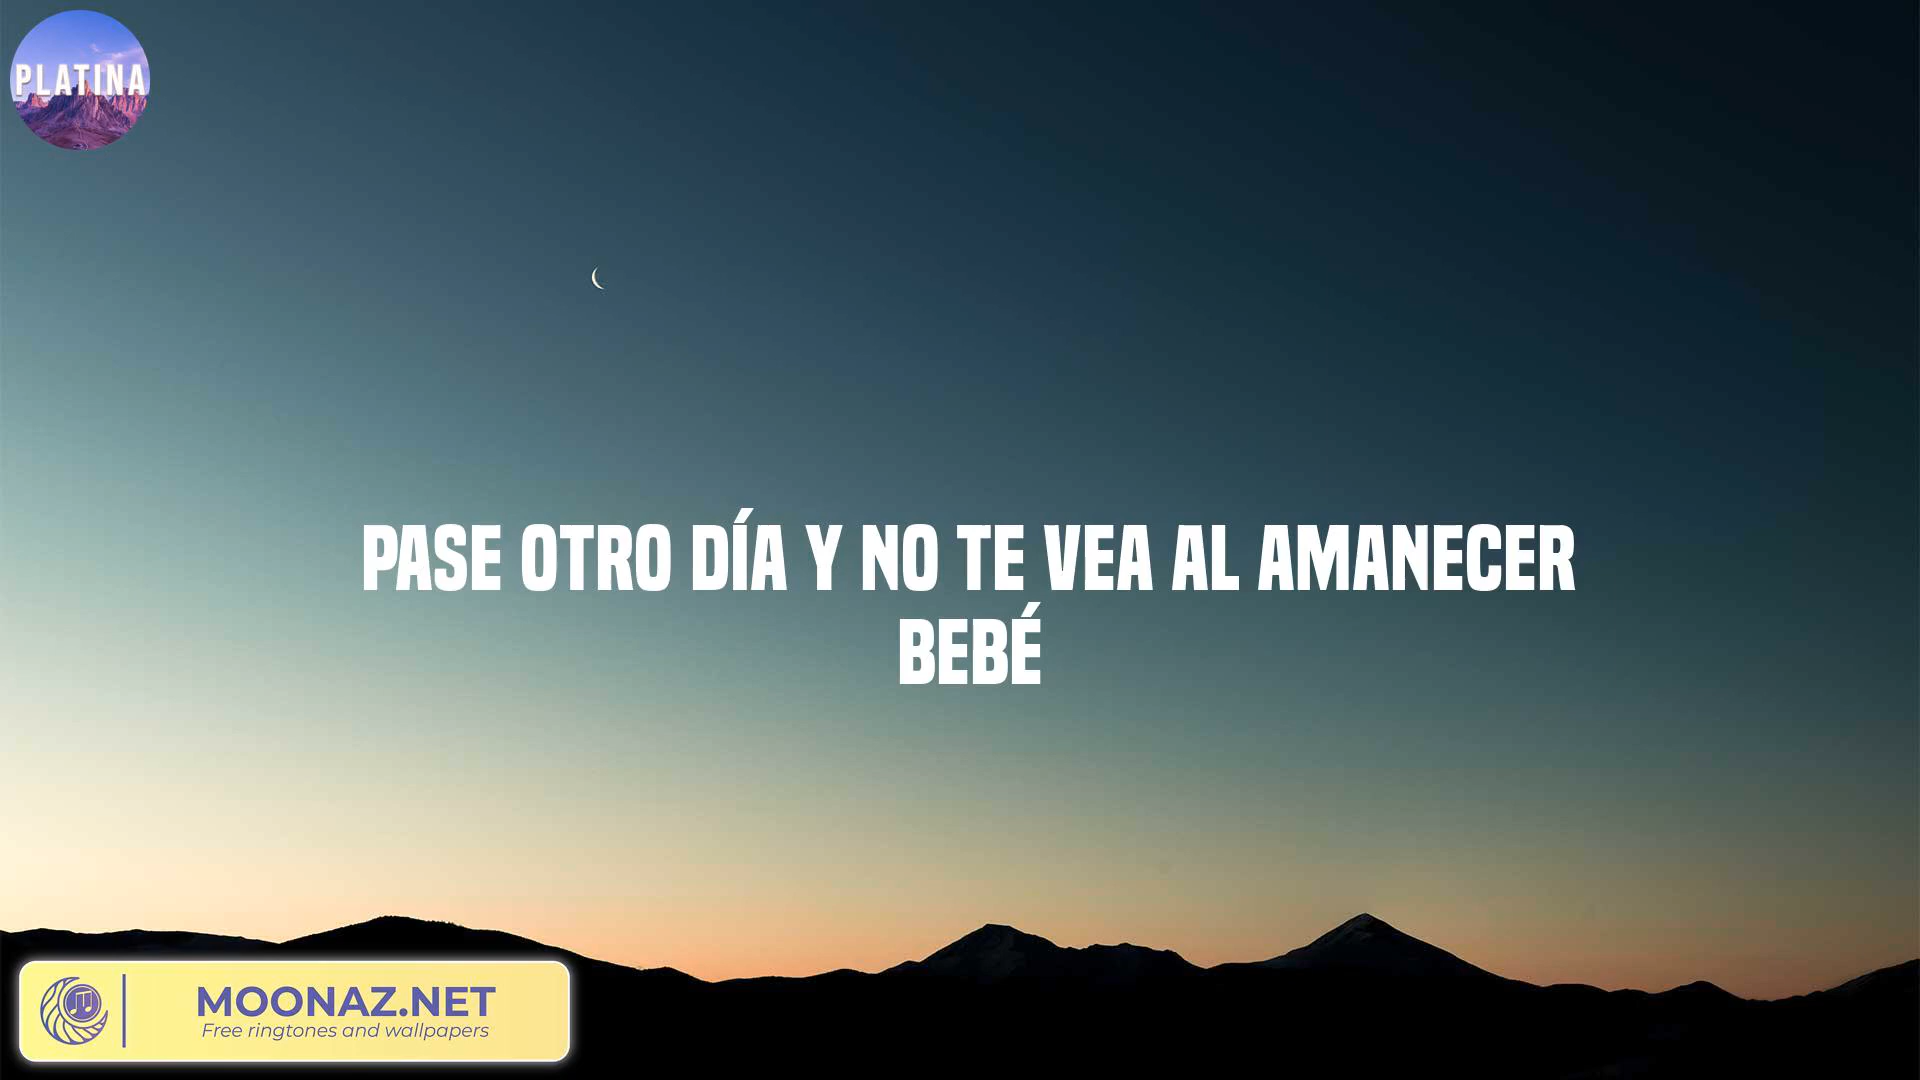 PLATINA
PASE OTRO DÍA Y NO TE VEA AL AMANECER
BEBÉ
MOONAZ.NET
Free ringtones and wallpapers